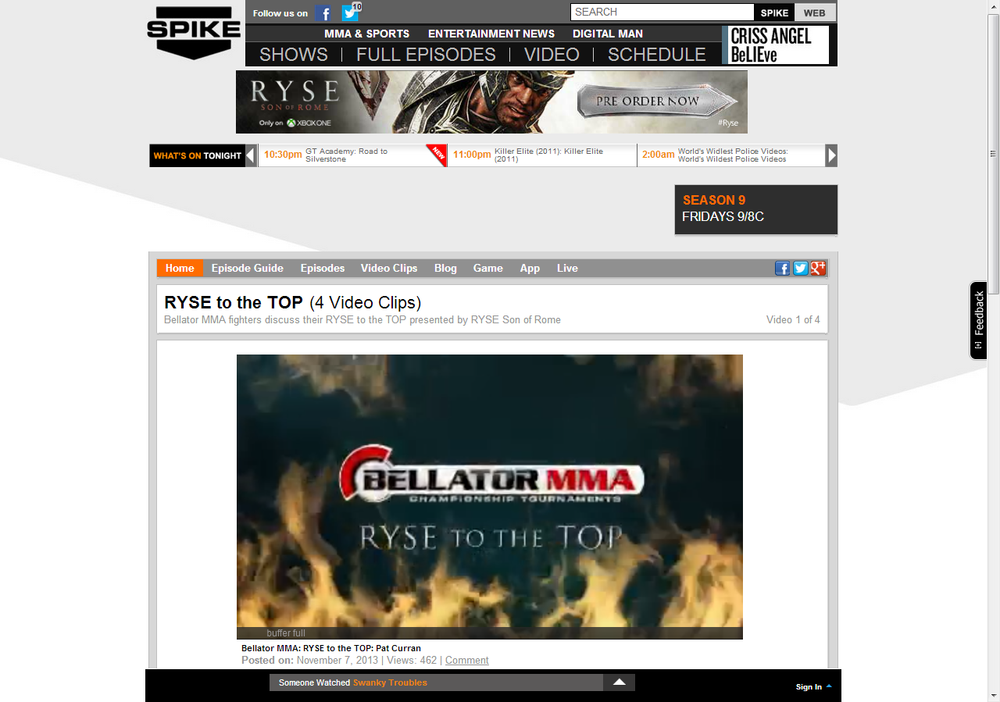 SPIKE
Follow us on
10
SEARCH
SPIKE
WEB
MMA & SPORTS
ENTERTAINMENT NEWS
DIGITAL MAN
SHOWS
FULL EPISODES
VIDEO
SCHEDULE
CRISS ANGEL
BeLIEve
RYSE
SON OF ROME
Only on XBOX ONE
PRE ORDER NOW
#Ryse
WHAT'S ON TONIGHT
10:30pm
GT Academy: Road to
Silverstone
NEW
11:00pm
Killer Elite (2011): Killer Elite
(2011)
2:00am
World's Widlest Police Videos:
World's Wildest Police Videos
SEASON 9
FRIDAYS 9/8C
Home
Episode Guide
Episodes
Video Clips
Blog
Game
App
Live
RYSE to the TOP (4 Video Clips)
Bellator MMA fighters discuss their RYSE to the TOP presented by RYSE Son of Rome
Video 1 of 4
[+] Feedback
BELLATOR MMA
CHAMPIONSHIP TOURNAMENTS
RYSE TO THE TOP
buffer full
Bellator MMA: RYSE to the TOP: Pat Curran
Posted on: November 7, 2013 | Views: 462 | Comment
Someone Watched Swanky Troubles
Sign In